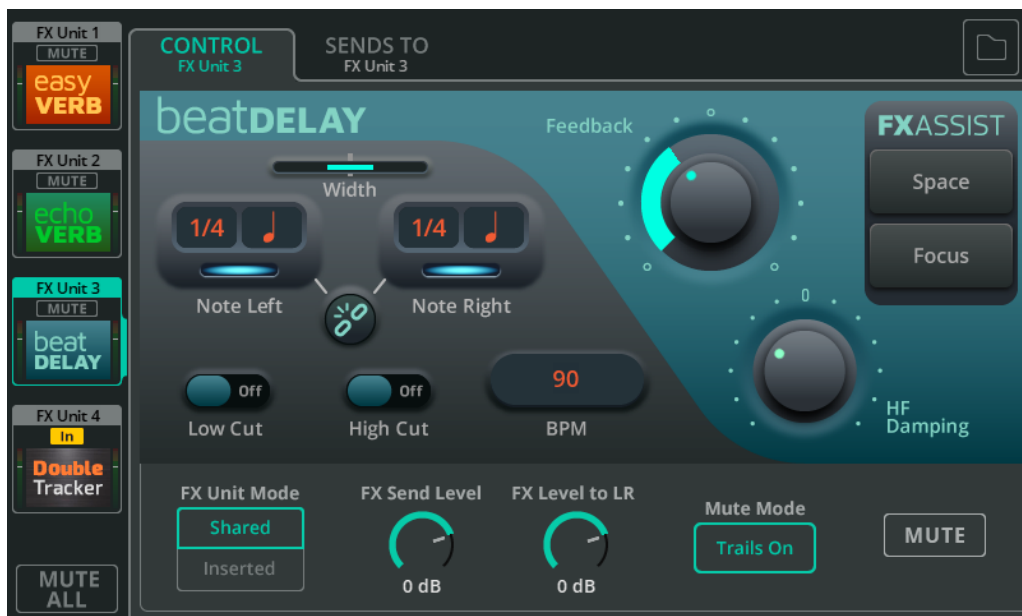 FX Unit 1
MUTE
easy
VERB
FX Unit 2
MUTE
echo
VERB
FX Unit 3
MUTE
beat
DELAY
FX Unit 4
In
Double
Tracker
MUTE
ALL
CONTROL
FX Unit 3
SENDS TO
FX Unit 3
beatDELAY
Feedback
FXASSIST
Space
Focus
Width
1/4
1/4
Note Left
Note Right
Off
Off
90
Low Cut
High Cut
BPM
HF
Damping
FX Unit Mode
Shared
Inserted
FX Send Level
0 dB
FX Level to LR
0 dB
Mute Mode
Trails On
MUTE